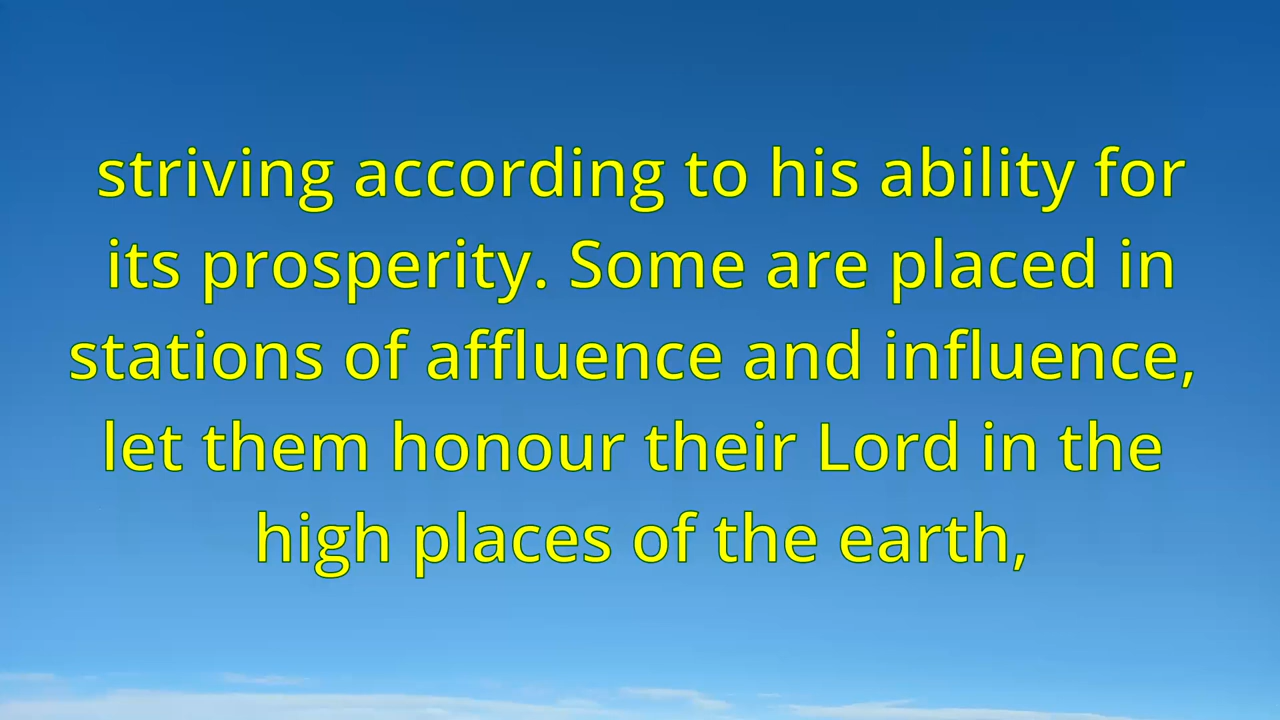 striving according to his ability for
its prosperity. Some are placed in
stations of affluence and influence,
let them honour their Lord in the
high places of the earth,